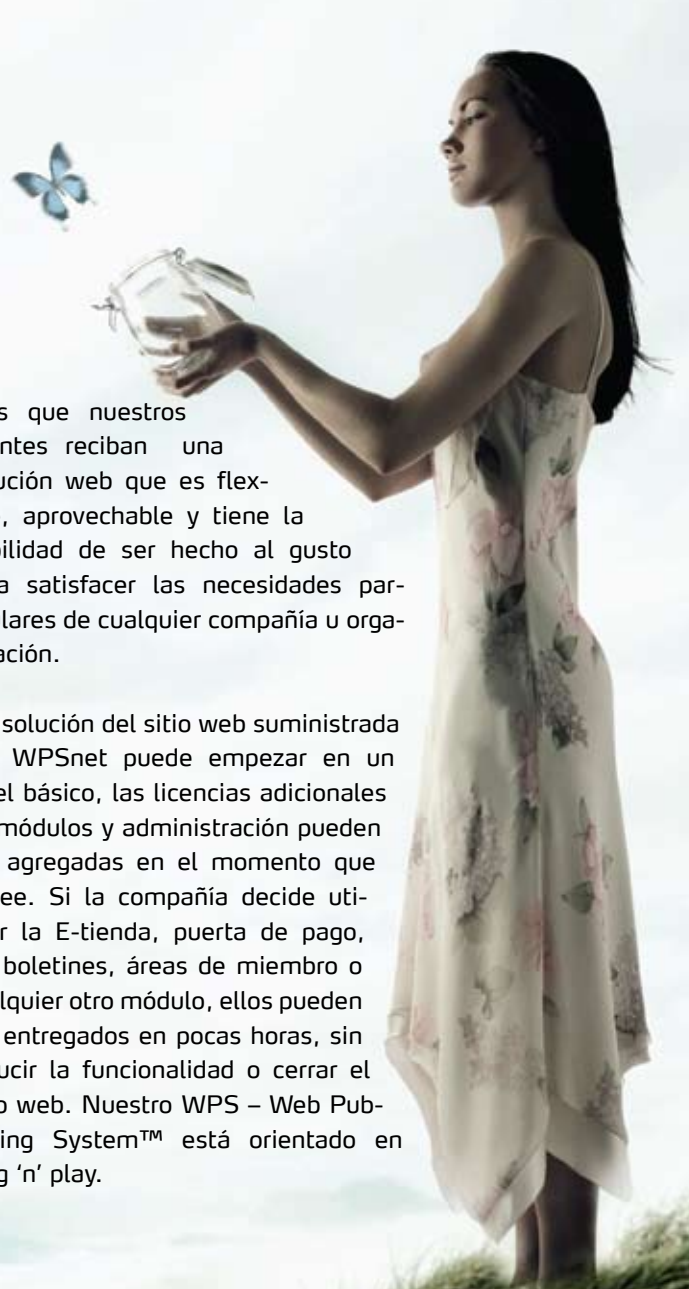 s que nuestros
ntes reciban una
ución web que es flex-
, aprovechable y tiene la
bilidad de ser hecho al gusto
a satisfacer las necesidades par-
lares de cualquier compañía u orga-
ación.
solución del sitio web suministrada
WPSnet puede empezar en un
el básico, las licencias adicionales
módulos y administración pueden
agregadas en el momento que
ee. Si la compañía decide uti-
r la E-tienda, puerta de pago,
boletines, áreas de miembro o
lquier otro módulo, ellos pueden
entregados en pocas horas, sin
ucir la funcionalidad o cerrar el
o web. Nuestro WPS – Web Pub-
ing System™ está orientado en
g ‘n’ play.